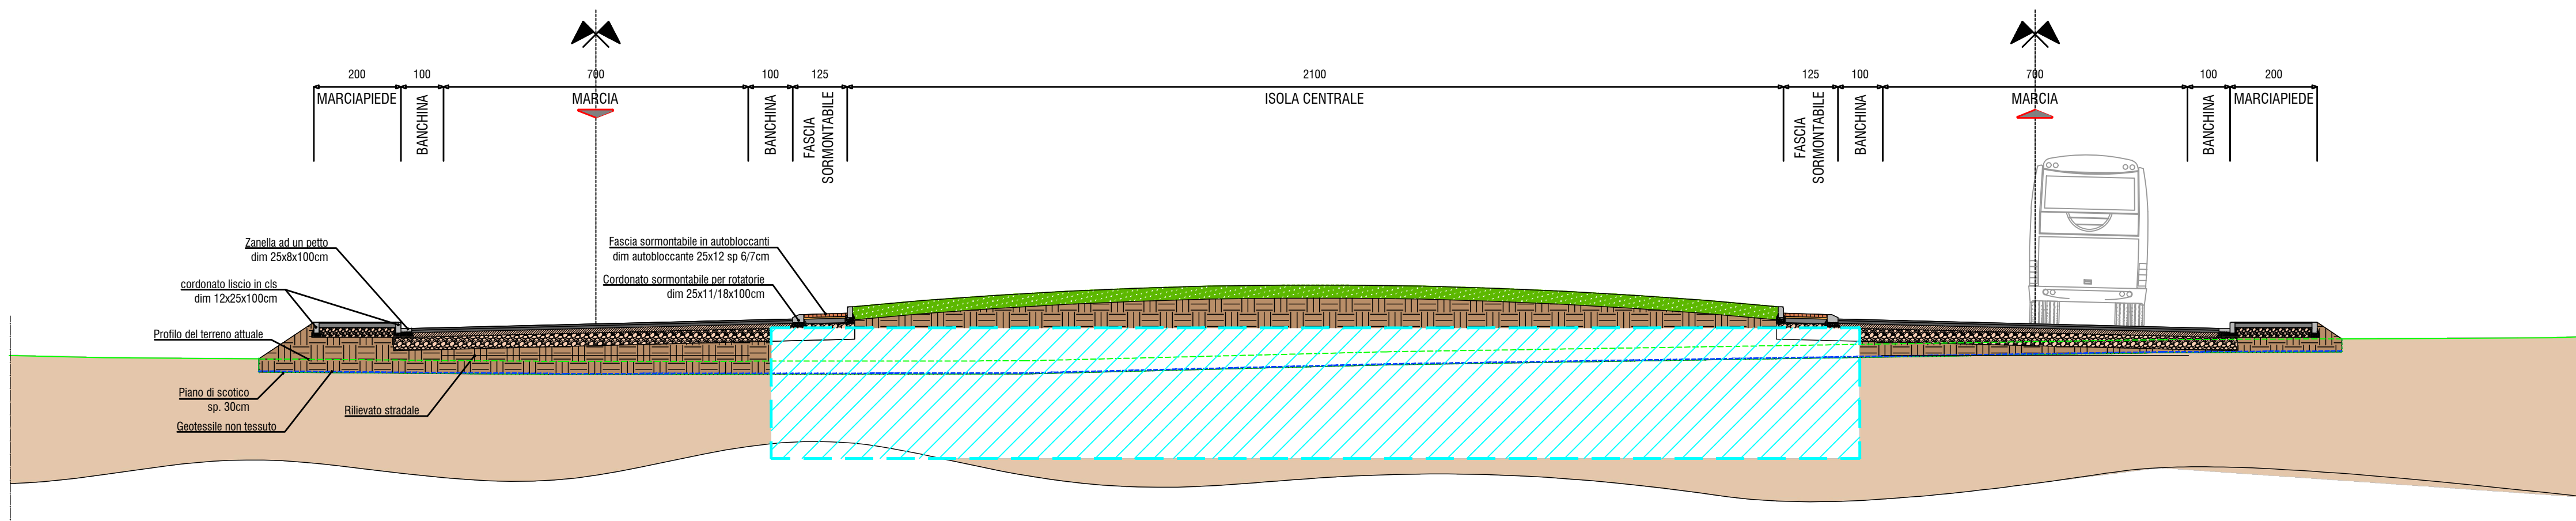 200
100
700
100
125
2100
125
100
700
100
200
MARCIAPIEDE
BANCHINA
MARCIA
BANCHINA
FASCIA
SORMONTABILE
ISOLA CENTRALE
FASCIA
SORMONTABILE
BANCHINA
MARCIA
BANCHINA
MARCIAPIEDE
Zanella ad un petto
dim 25x8x100cm
cordonato liscio in cls
dim 12x25x100cm
Profilo del terreno attuale
Piano di scotico
sp. 30cm
Geotessile non tessuto
Rilievato stradale
Fascia sormontabile in autobloccanti
dim autobloccante 25x12 sp 6/7cm
Cordonato sormontabile per rotatorie
dim 25x11/18x100cm